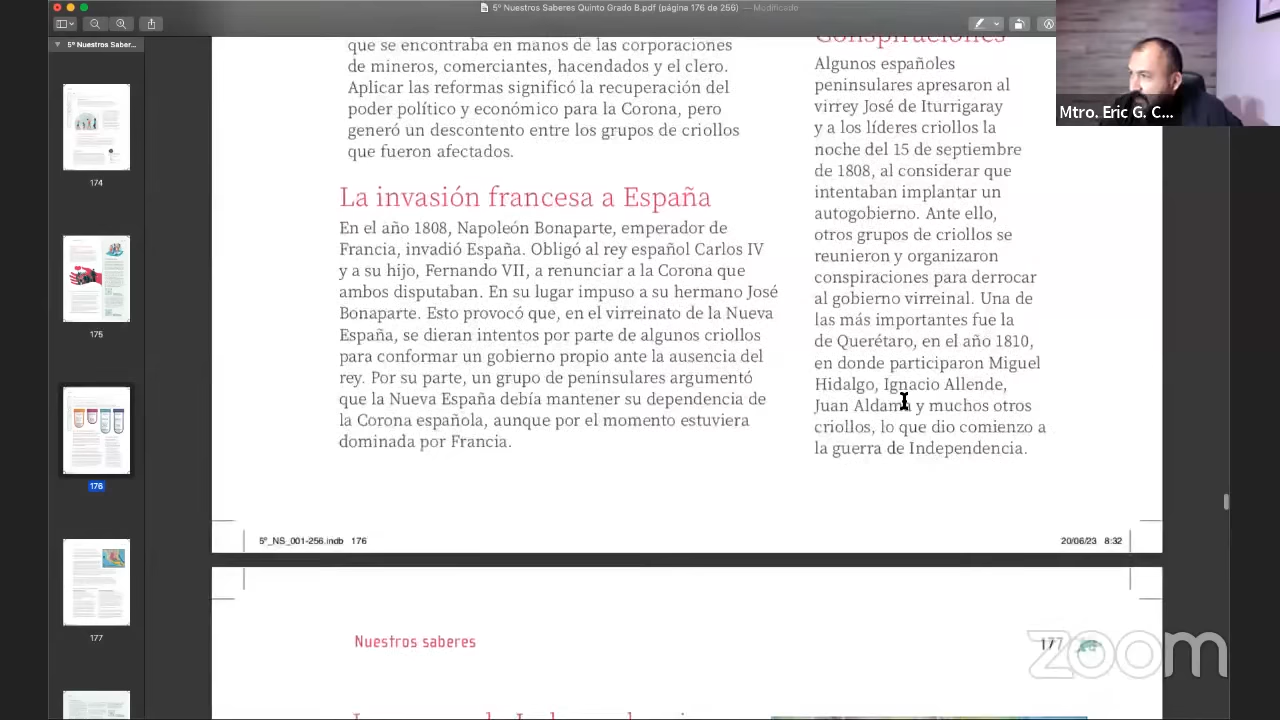 5º Nuestros Saberes Quinto Grado B.pdf (página 176 de 256) — Modificado
5º Nuestros Saber...
174
175
176
177
que se encontraba en manos de las corporaciones
de mineros, comerciantes, hacendados y el clero.
Aplicar las reformas significó la recuperación del
poder político y económico para la Corona, pero
generó un descontento entre los grupos de criollos
que fueron afectados.
La invasión francesa a España
En el año 1808, Napoleón Bonaparte, emperador de
Francia, invadió España. Obligó al rey español Carlos IV
y a su hijo, Fernando VII, a renunciar a la Corona que
ambos disputaban. En su lugar impuso a su hermano José
Bonaparte. Esto provocó que, en el virreinato de la Nueva
España, se dieran intentos por parte de algunos criollos
para conformar un gobierno propio ante la ausencia del
rey. Por su parte, un grupo de peninsulares argumentó
que la Nueva España debía mantener su dependencia de
la Corona española, aunque por el momento estuviera
dominada por Francia.
Conspiraciones
Algunos españoles
peninsulares apresaron al
virrey José de Iturrigaray
y a los líderes criollos la
noche del 15 de septiembre
de 1808, al considerar que
intentaban implantar un
autogobierno. Ante ello,
otros grupos de criollos se
reunieron y organizaron
conspiraciones para derrocar
al gobierno virreinal. Una de
las más importantes fue la
de Querétaro, en el año 1810,
en donde participaron Miguel
Hidalgo, Ignacio Allende,
Juan Aldama y muchos otros
criollos, lo que dio comienzo a
la guerra de Independencia.
5º_NS_001-256.indb 176
20/06/23 8:32
Nuestros saberes
177
zoom
Mtro. Eric G. C...